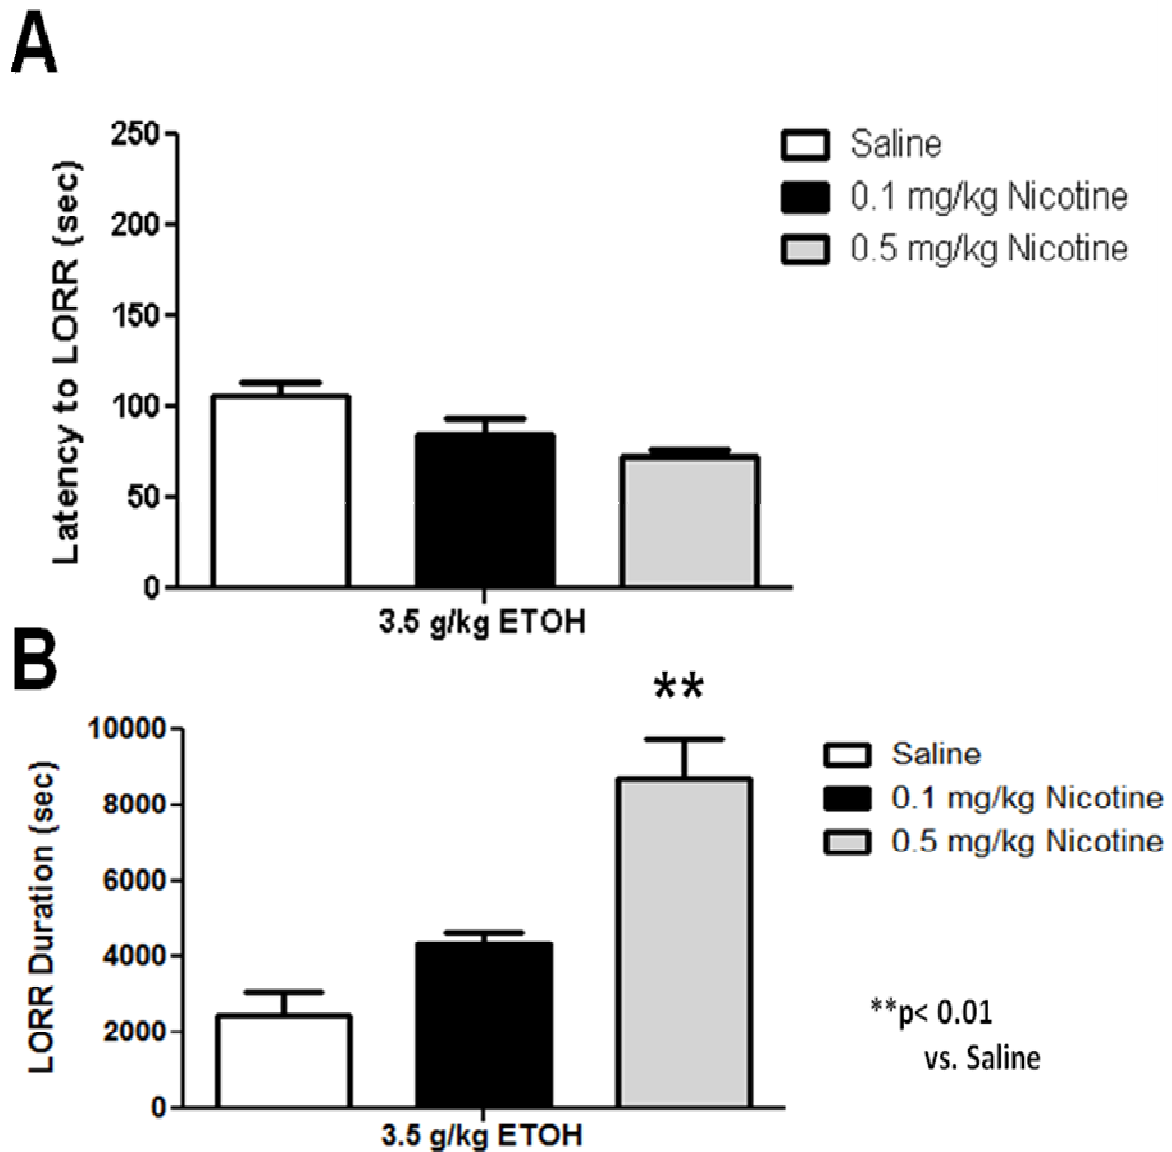 A
250
200
150
100
50
0
Latency to LORR (sec)
3.5 g/kg ETOH
Saline
0.1 mg/kg Nicotine
0.5 mg/kg Nicotine
B
**
10000
8000
6000
4000
2000
0
LORR Duration (sec)
3.5 g/kg ETOH
Saline
0.1 mg/kg Nicotine
0.5 mg/kg Nicotine
**p< 0.01
vs. Saline